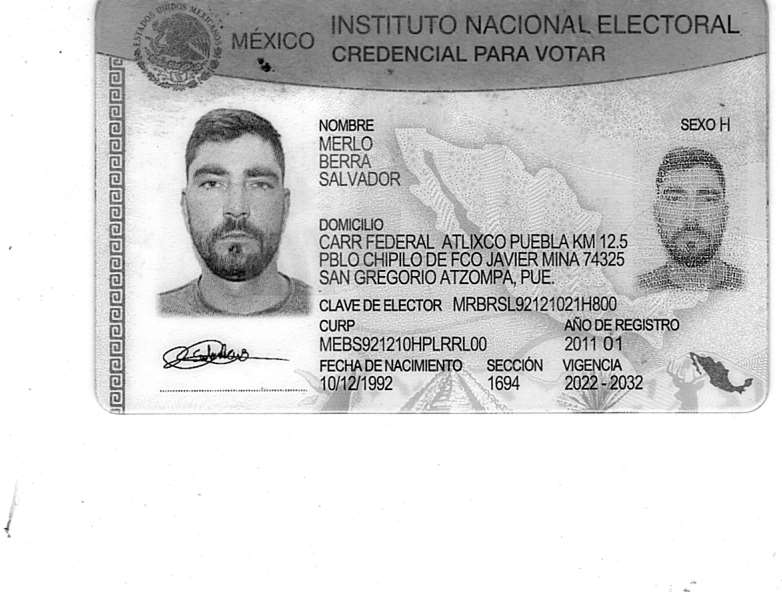 ESTADOS UNIDOS MEXICANOS
MÉXICO
INSTITUTO NACIONAL ELECTORAL
CREDENCIAL PARA VOTAR
NOMBRE
SEXO H
MERLO
BERRA
SALVADOR
DOMICILIO
CARR FEDERAL ATLIXCO PUEBLA KM 12.5
PBLO CHIPILO DE FCO JAVIER MINA 74325
SAN GREGORIO ATZOMPA, PUE.
CLAVE DE ELECTOR MRBRSL92121021H800
CURP
AÑO DE REGISTRO
MEBS921210HPLRRL00
2011 01
FECHA DE NACIMIENTO SECCIÓN VIGENCIA
10/12/1992 1694 2022 - 2032